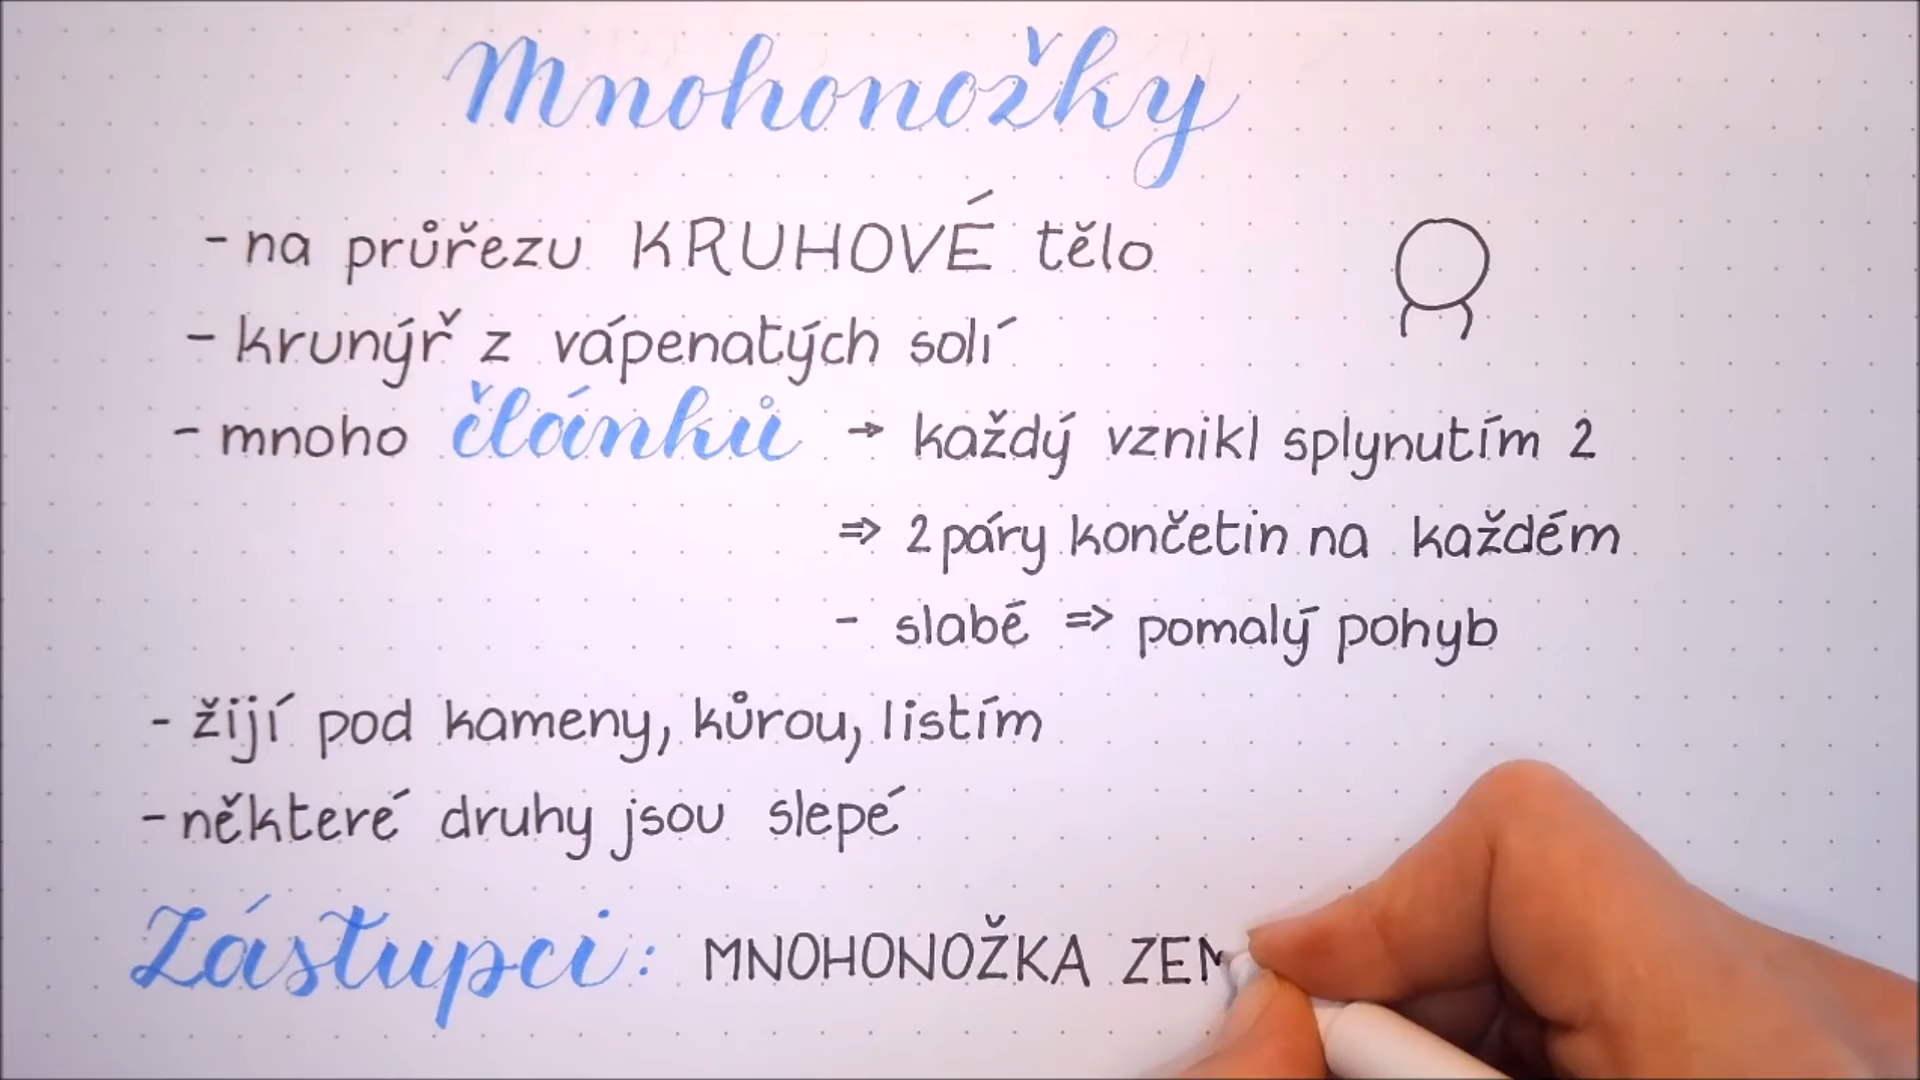 Mnohonožky
- na průřezu KRUHOVÉ tělo
- krunýř z vápenatých solí
- mnoho článků → každý vznikl splynutím 2
⇒ 2 páry končetin na každém
- slabé ⇒ pomalý pohyb
- žijí pod kameny, kůrou, listím
- některé druhy jsou slepé
Zástupci: MNOHONOŽKA ZEM